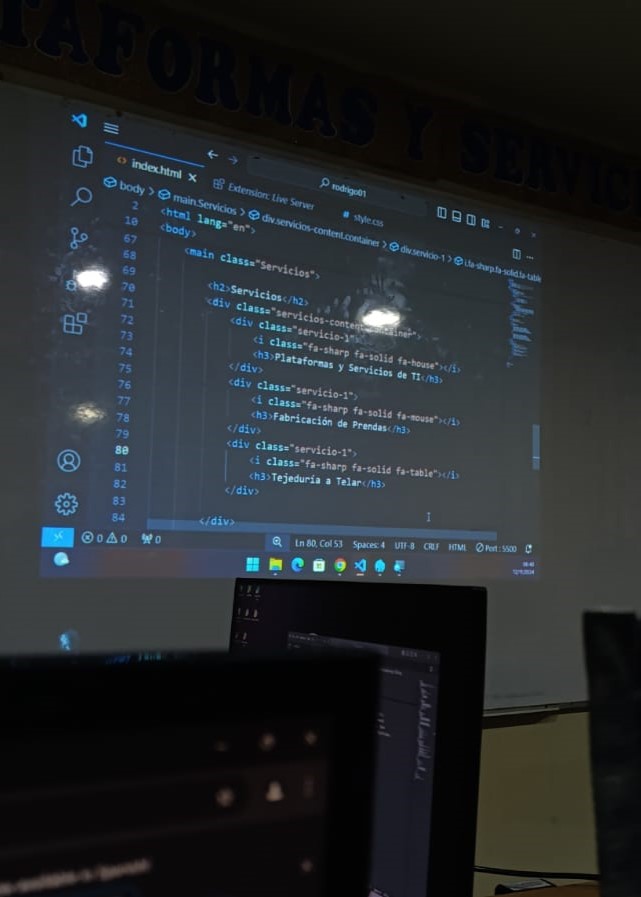 TAFORMAS Y SERVIC
rodrigo01
index.html
Extension: Live Server
# style.css
body > main.Servicios > div.servicios-content.container > div.servicio-1 > i.fa-sharp.fa-solid.fa-table
2 <html lang="en">
10 <body>
67
68 <main class="Servicios">
69
70 <h2>Servicios</h2>
71 <div class="servicios-content container">
72 <div class="servicio-1">
73 <i class="fa-sharp fa-solid fa-house"></i>
74 <h3>Plataformas y Servicios de TI</h3>
75 </div>
76 <div class="servicio-1">
77 <i class="fa-sharp fa-solid fa-mouse"></i>
78 <h3>Fabricación de Prendas</h3>
79 </div>
80 <div class="servicio-1">
81 <i class="fa-sharp fa-solid fa-table"></i>
82 <h3>Tejeduría a Telar</h3>
83 </div>
84
</div>
0 0 0 Ln 80, Col 53 Spaces: 4 UTF-8 CRLF HTML Port : 5500